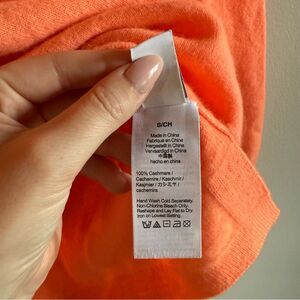 S/CH
Made in China
Fabriqué en Chine
Hergestellt in China
Vervaardigd in China
中国製
hecho en china
100% Cashmere /
Cachemire / Kaschmir /
Kasjmier / カシミヤ /
cachemira
Hand Wash Cold Separately.
Non-Chlorine Bleach Only.
Reshape and Lay Flat to Dry.
Iron on Lowest Setting.